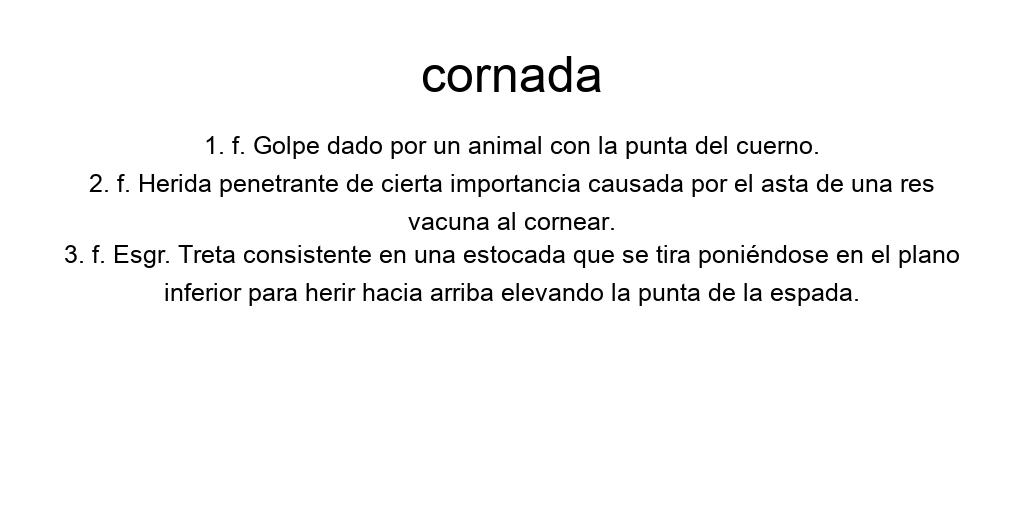 cornada
1. f. Golpe dado por un animal con la punta del cuerno.
2. f. Herida penetrante de cierta importancia causada por el asta de una res
vacuna al cornear.
3. f. Esgr. Treta consistente en una estocada que se tira poniéndose en el plano
inferior para herir hacia arriba elevando la punta de la espada.